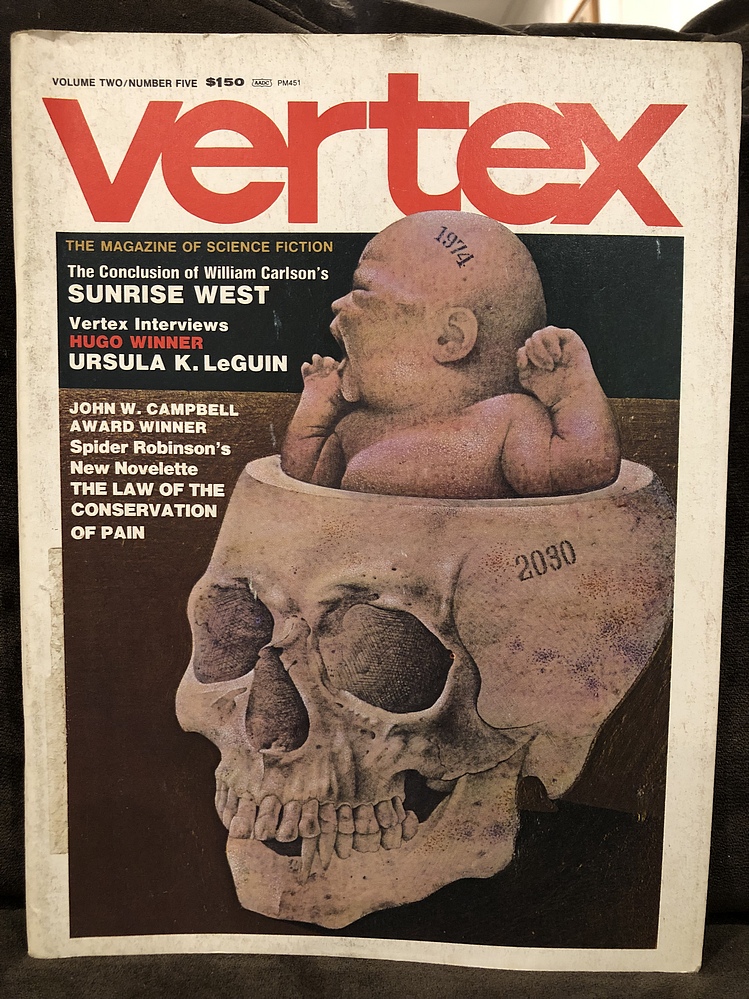 VOLUME TWO/NUMBER FIVE $150 AADC PM451
vertex
THE MAGAZINE OF SCIENCE FICTION
The Conclusion of William Carlson's
SUNRISE WEST
Vertex Interviews
HUGO WINNER
URSULA K. LeGUIN
JOHN W. CAMPBELL
AWARD WINNER
Spider Robinson's
New Novelette
THE LAW OF THE
CONSERVATION
OF PAIN
1974
2030